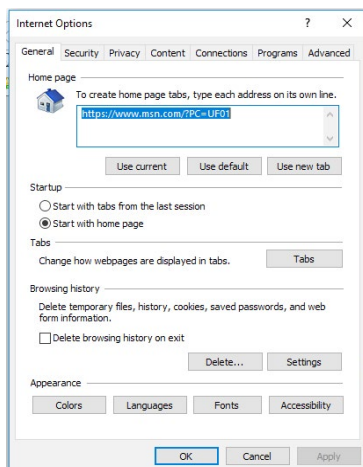 Internet Options
? ×
General Security Privacy Content Connections Programs Advanced
Home page
To create home page tabs, type each address on its own line.
https://www.msn.com/?PC=UF01
Use current Use default Use new tab
Startup
Start with tabs from the last session
Start with home page
Tabs
Change how webpages are displayed in tabs. Tabs
Browsing history
Delete temporary files, history, cookies, saved passwords, and web
form information.
Delete browsing history on exit
Delete... Settings
Appearance
Colors Languages Fonts Accessibility
OK Cancel Apply